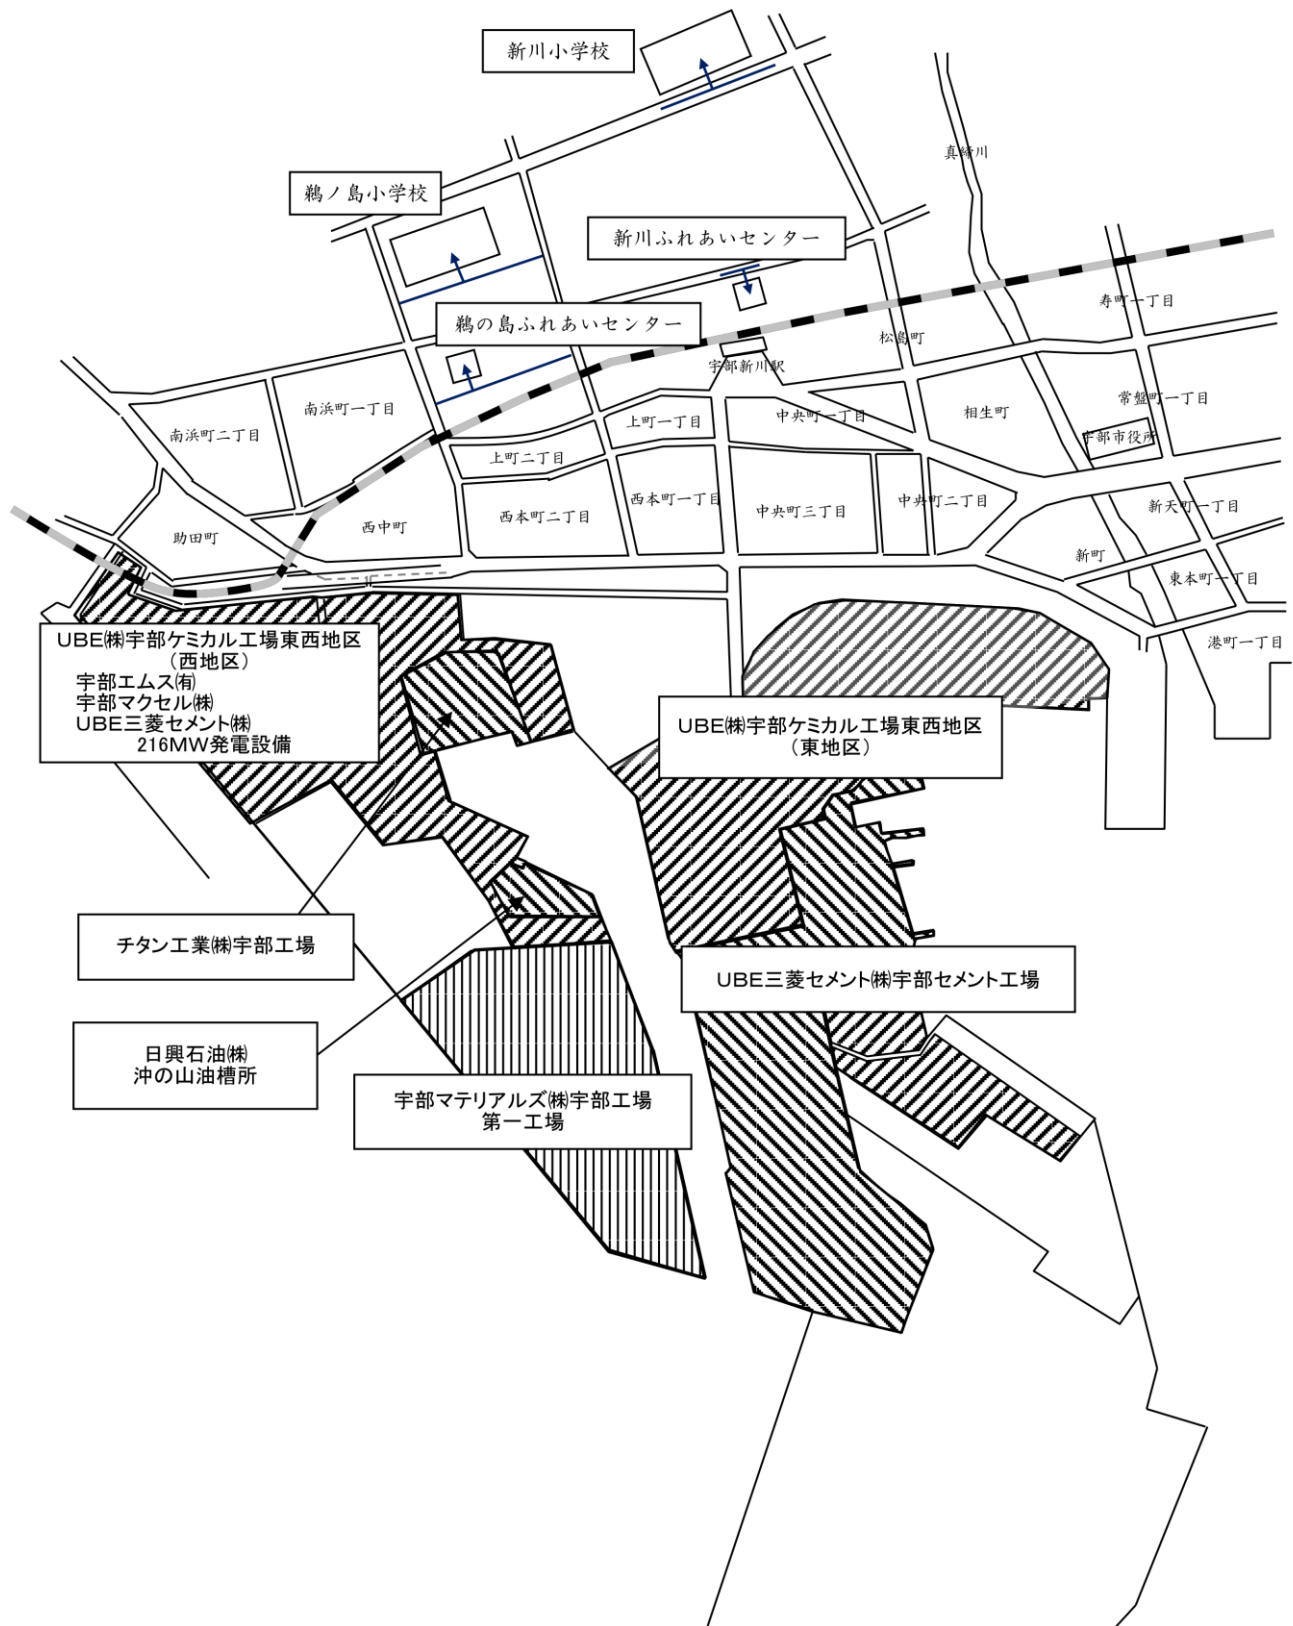 新川小学校
真締川
鵜ノ島小学校
新川ふれあいセンター
寿町一丁目
鵜の島ふれあいセンター
松島町
宇部新川駅
常盤町一丁目
南浜町一丁目
相生町
中央町一丁目
上町一丁目
南浜町二丁目
宇部市役所
上町二丁目
西本町一丁目
中央町二丁目
新天町一丁目
中央町三丁目
西本町二丁目
西中町
助田町
新町
東本町一丁目
港町一丁目
UBE㈱宇部ケミカル工場東西地区
（西地区）
宇部エムス㈲
宇部マクセル㈱
UBE三菱セメント㈱
216MW発電設備
UBE㈱宇部ケミカル工場東西地区
（東地区）
チタン工業㈱宇部工場
UBE三菱セメント㈱宇部セメント工場
日興石油㈱
沖の山油槽所
宇部マテリアルズ㈱宇部工場
第一工場